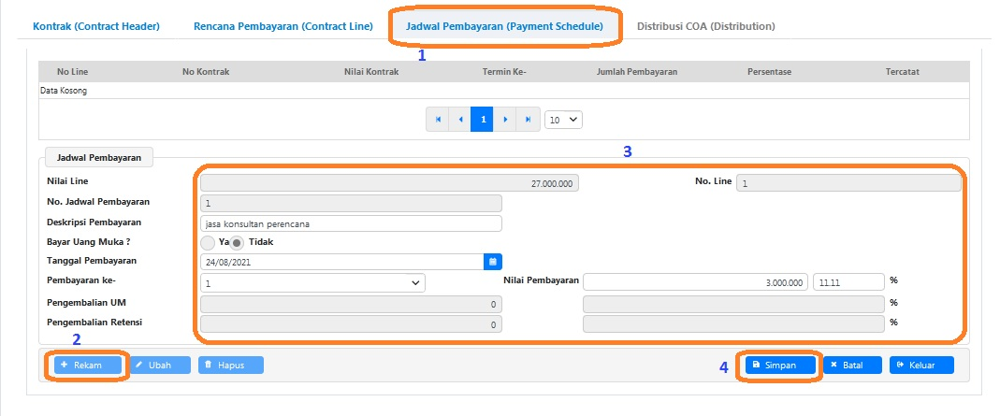 Kontrak (Contract Header) Rencana Pembayaran (Contract Line) Jadwal Pembayaran (Payment Schedule) Distribusi COA (Distribution)
1
No Line No Kontrak Nilai Kontrak Termin Ke- Jumlah Pembayaran Persentase Tercatat
Data Kosong
1 10
3
Jadwal Pembayaran
Nilai Line 27.000.000 No. Line 1
No. Jadwal Pembayaran 1
Deskripsi Pembayaran jasa konsultan perencana
Bayar Uang Muka ? Ya Tidak
Tanggal Pembayaran 24/08/2021
Pembayaran ke- 1 Nilai Pembayaran 3.000.000 11.11 %
Pengembalian UM 0 %
Pengembalian Retensi 0 %
2
Rekam Ubah Hapus 4 Simpan Batal Keluar